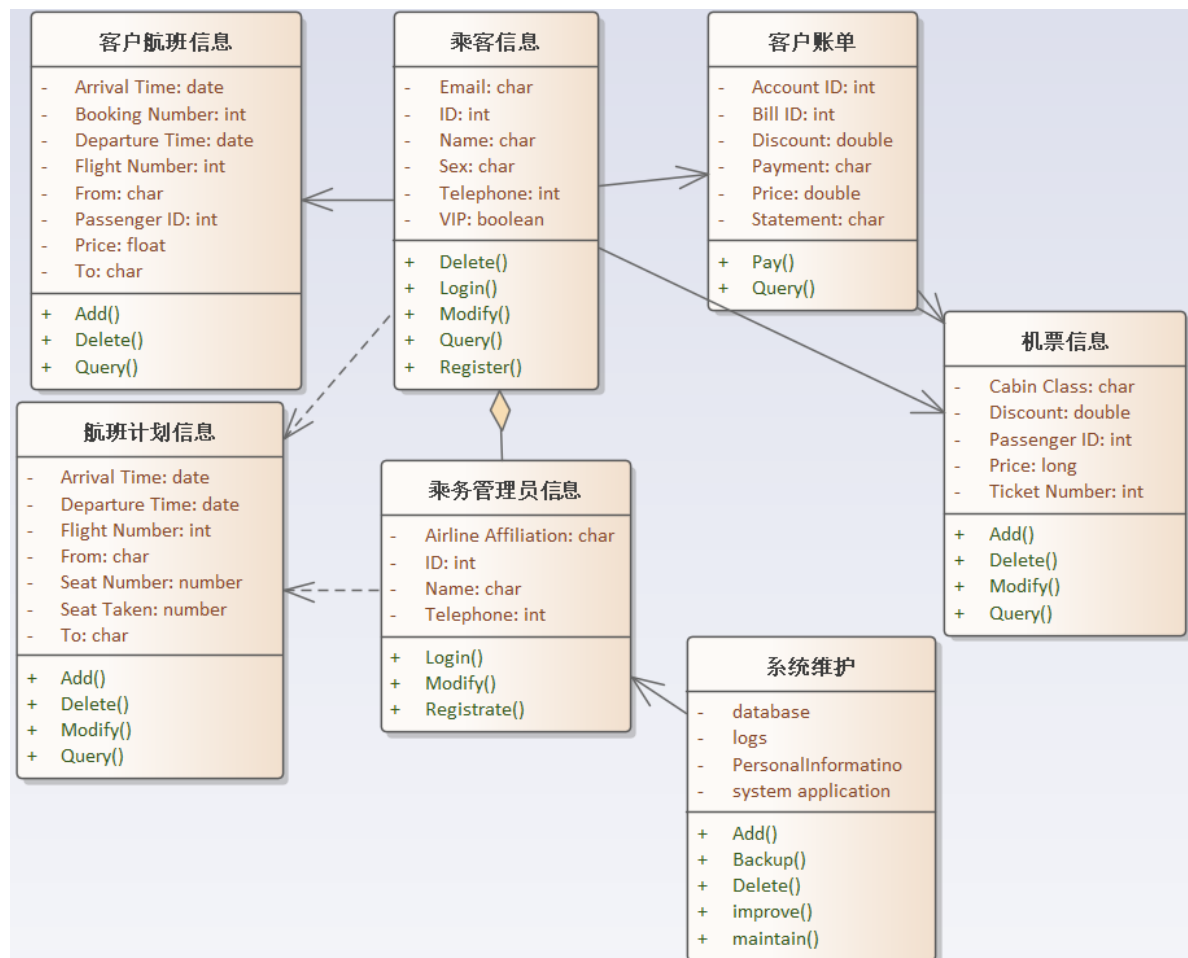 客户航班信息
- Arrival Time: date
- Booking Number: int
- Departure Time: date
- Flight Number: int
- From: char
- Passenger ID: int
- Price: float
- To: char
+ Add()
+ Delete()
+ Query()
乘客信息
- Email: char
- ID: int
- Name: char
- Sex: char
- Telephone: int
- VIP: boolean
+ Delete()
+ Login()
+ Modify()
+ Query()
+ Register()
客户账单
- Account ID: int
- Bill ID: int
- Discount: double
- Payment: char
- Price: double
- Statement: char
+ Pay()
+ Query()
机票信息
- Cabin Class: char
- Discount: double
- Passenger ID: int
- Price: long
- Ticket Number: int
+ Add()
+ Delete()
+ Modify()
+ Query()
航班计划信息
- Arrival Time: date
- Departure Time: date
- Flight Number: int
- From: char
- Seat Number: number
- Seat Taken: number
- To: char
+ Add()
+ Delete()
+ Modify()
+ Query()
乘务管理员信息
- Airline Affiliation: char
- ID: int
- Name: char
- Telephone: int
+ Login()
+ Modify()
+ Registrate()
系统维护
- database
- logs
- PersonalInformatino
- system application
+ Add()
+ Backup()
+ Delete()
+ improve()
+ maintain()